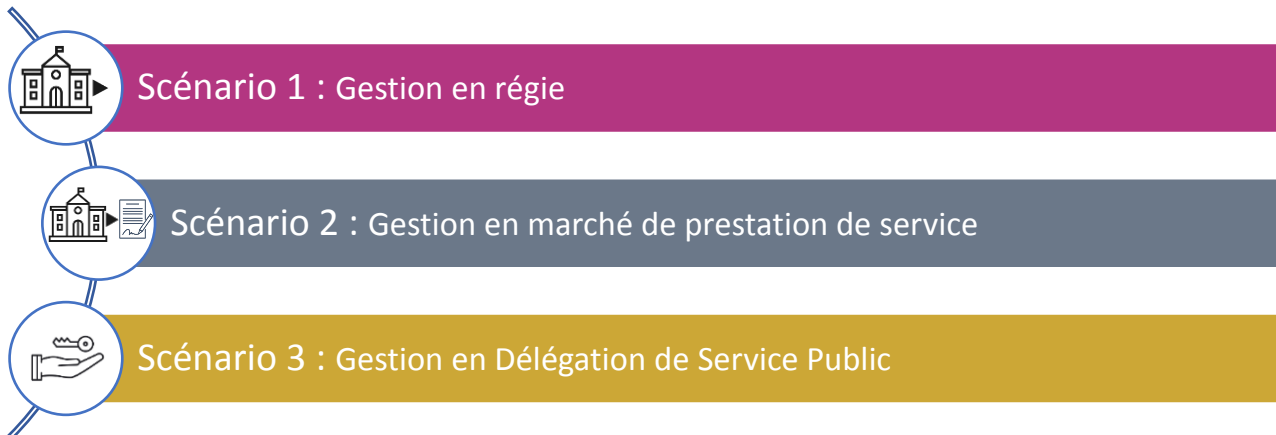 Scénario 1 : Gestion en régie
Scénario 2 : Gestion en marché de prestation de service
Scénario 3 : Gestion en Délégation de Service Public